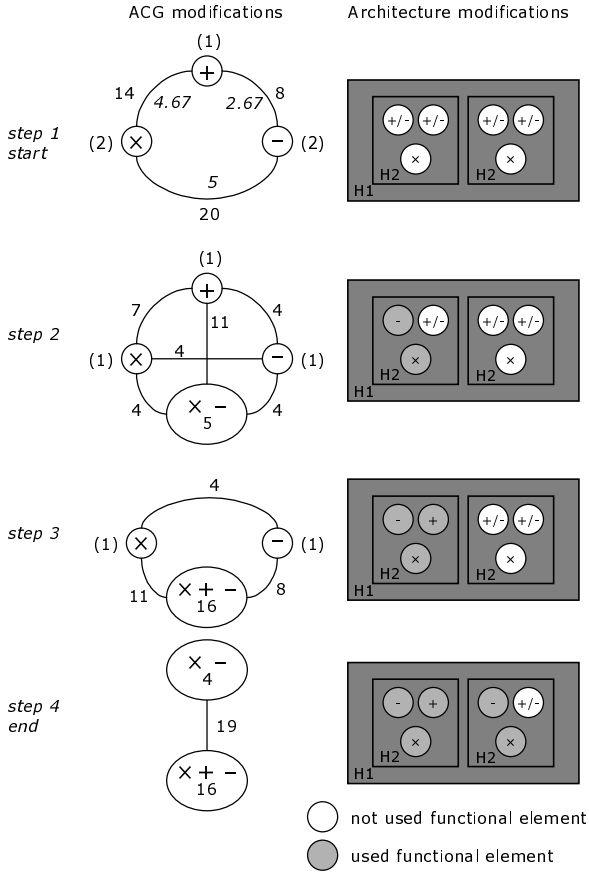 ACG modifications
Architecture modifications
step 1
start
(1)
+
14
4.67
2.67
8
(2)
×
−
(2)
5
20
+/- +/- +/- +/-
× ×
H2 H2
H1
step 2
(1)
+
7
11
4
(1)
×
4
−
(1)
4
× −
5
4
- +/- +/- +/-
× ×
H2 H2
H1
step 3
4
(1)
×
−
(1)
11
× + −
16
8
- + +/- +/-
× ×
H2 H2
H1
step 4
end
× −
4
19
× + −
16
- + - +/-
× ×
H2 H2
H1
not used functional element
used functional element